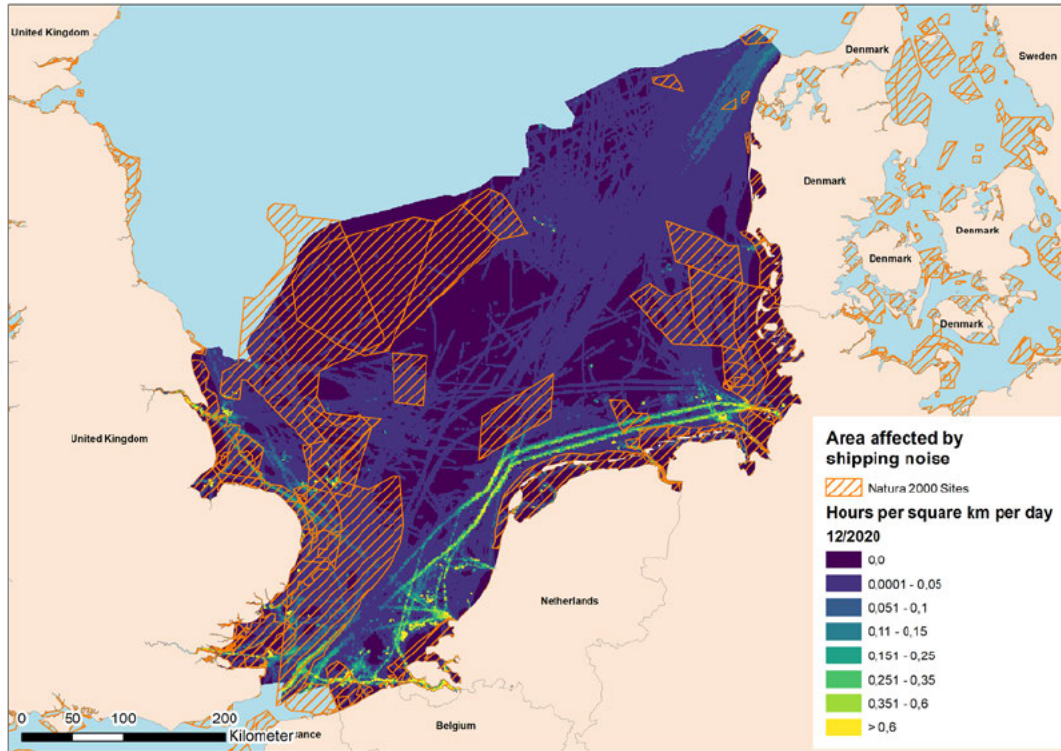 United Kingdom
Denmark
Sweden
Denmark
Denmark
Denmark
Denmark
United Kingdom
Netherlands
Belgium
ance
0 50 100 200
Kilometer
Area affected by
shipping noise
Natura 2000 Sites
Hours per square km per day
12/2020
0,0
0,0001 - 0,05
0,051 - 0,1
0,11 - 0,15
0,151 - 0,25
0,251 - 0,35
0,351 - 0,6
> 0,6